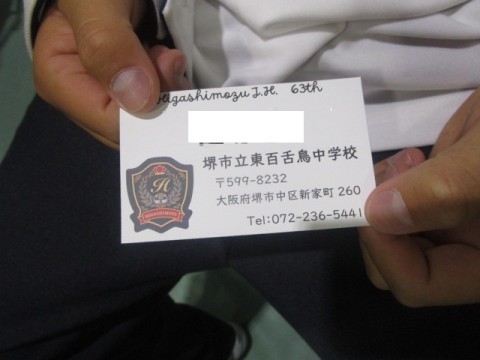 Higashimozu J.H. 63th
堺市立東百舌鳥中学校
〒599-8232
大阪府堺市中区新家町 260
Tel:072-236-5441
H
HIGASHIMOZU